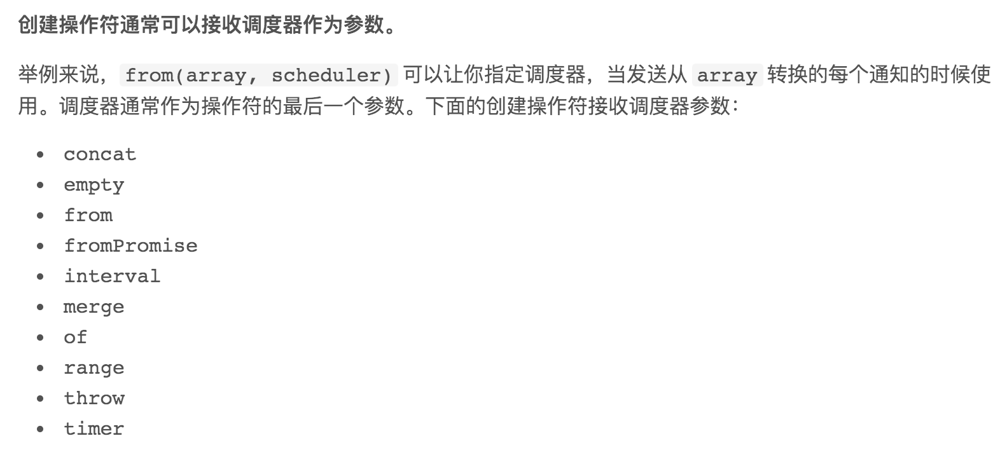 创建操作符通常可以接收调度器作为参数。
举例来说，from(array, scheduler) 可以让你指定调度器，当发送从 array 转换的每个通知的时候使
用。调度器通常作为操作符的最后一个参数。下面的创建操作符接收调度器参数：
• concat
• empty
• from
• fromPromise
• interval
• merge
• of
• range
• throw
• timer